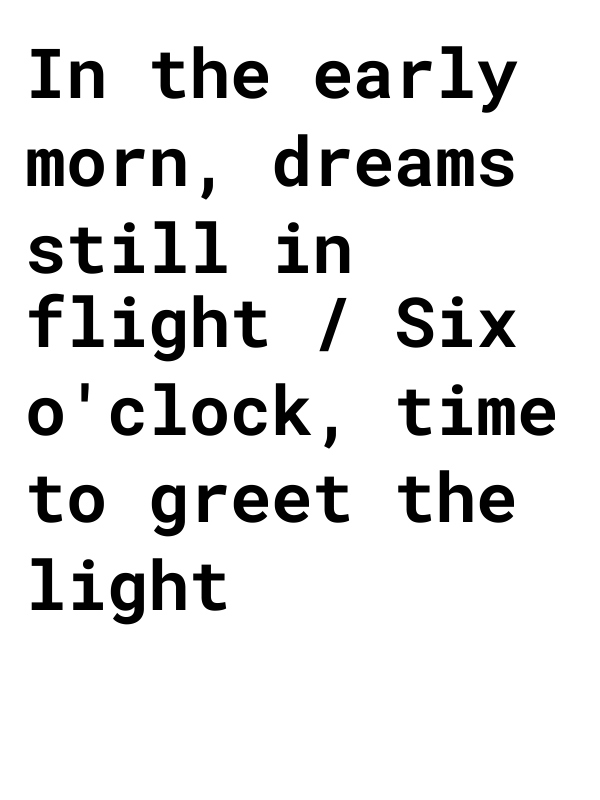 In the early
morn, dreams
still in
flight / Six
o'clock, time
to greet the
light